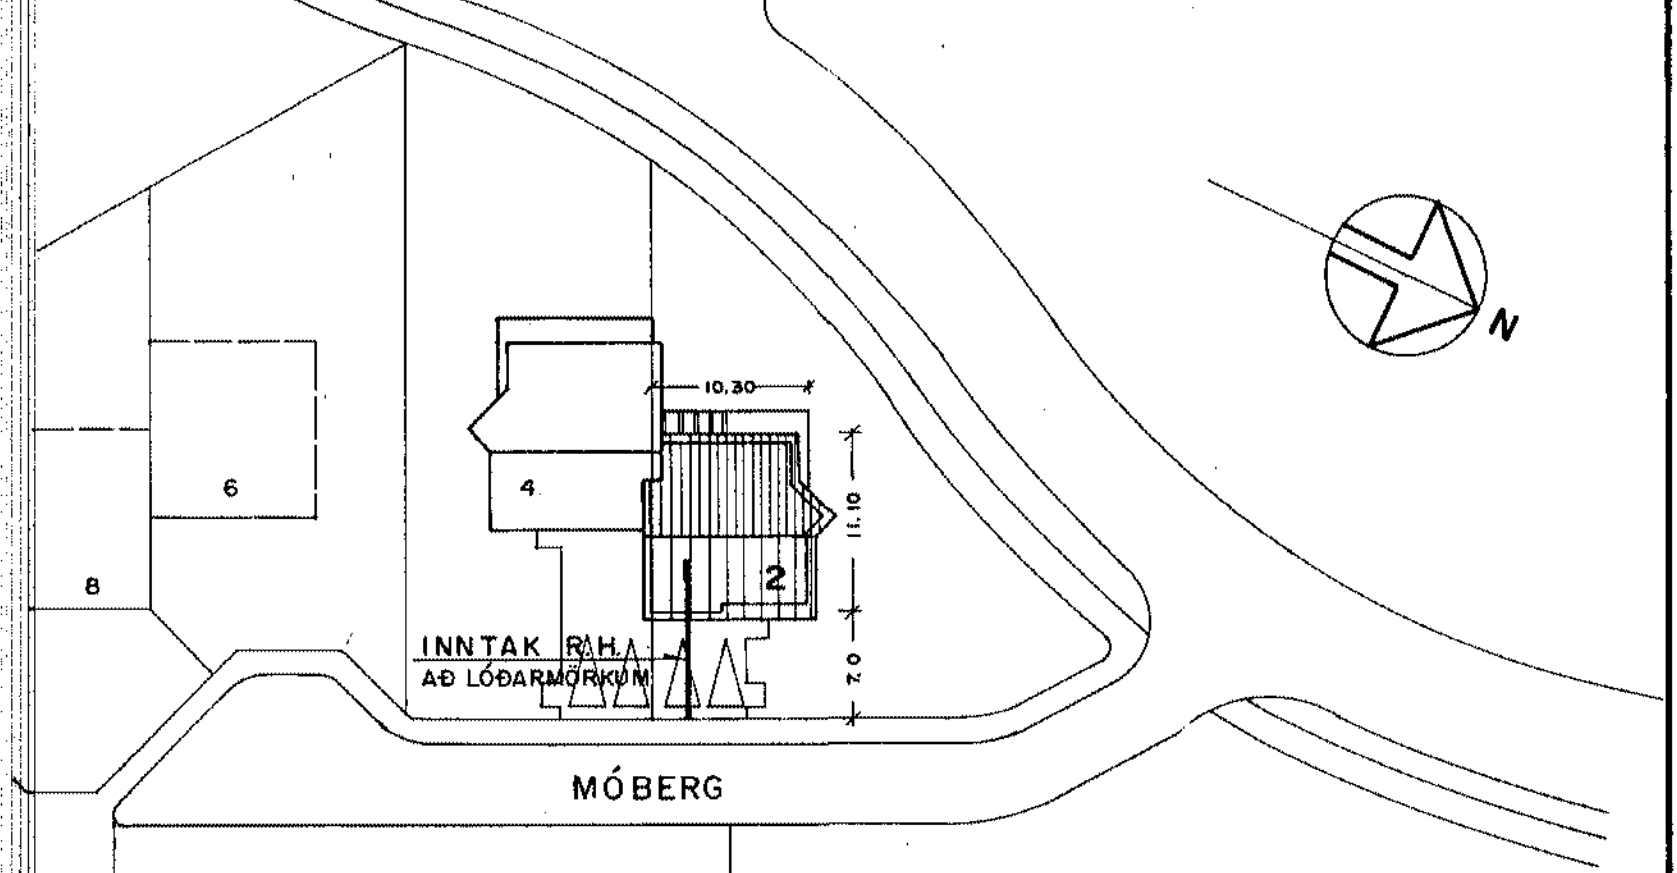 N
10,30
11,10
6
4
8
2
INNTAK R.H.
AÐ LÓÐARMÖRKUM
7,0
MÓBERG